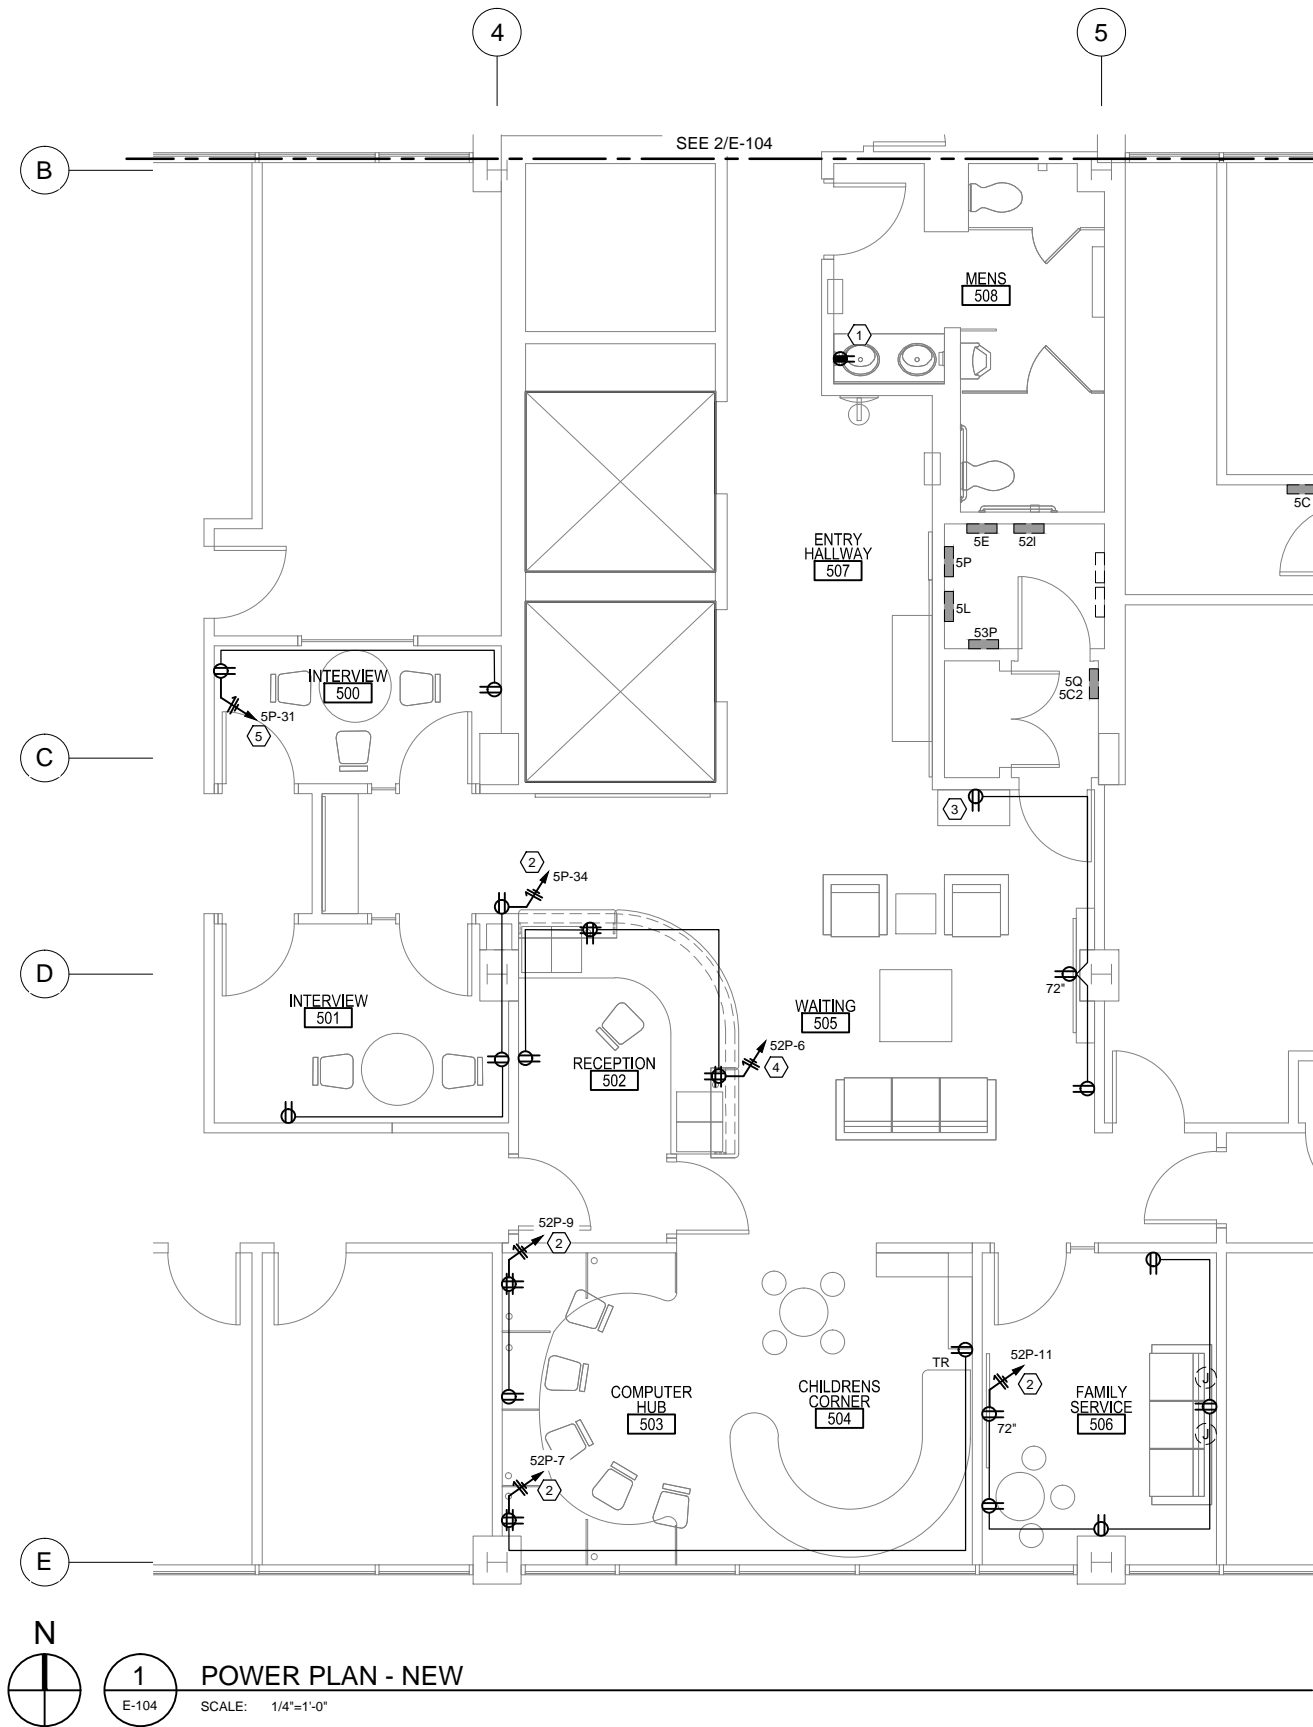 4
5
SEE 2/E-104
B
MENS
508
1
5C
5E
52I
ENTRY
HALLWAY
507
5P
5L
53P
INTERVIEW
500
5Q
5C2
5P-31
5
C
3
2
5P-34
D
72"
INTERVIEW
501
WAITING
505
52P-6
4
RECEPTION
502
52P-9
2
52P-11
2
TR
J
COMPUTER
HUB
503
CHILDRENS
CORNER
504
FAMILY
SERVICE
506
72"
J
52P-7
2
E
N
1
E-104
POWER PLAN - NEW
SCALE: 1/4"=1'-0"